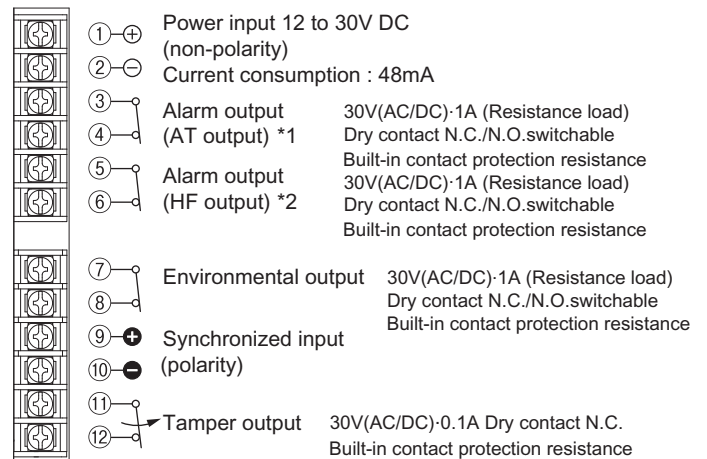 ① ⊕ Power input 12 to 30V DC
(non-polarity)
② ⊖ Current consumption : 48mA
③ Alarm output 30V(AC/DC)·1A (Resistance load)
④ (AT output) *1 Dry contact N.C./N.O.switchable
Built-in contact protection resistance
⑤ Alarm output 30V(AC/DC)·1A (Resistance load)
⑥ (HF output) *2 Dry contact N.C./N.O.switchable
Built-in contact protection resistance
⑦ Environmental output 30V(AC/DC)·1A (Resistance load)
⑧ Dry contact N.C./N.O.switchable
Built-in contact protection resistance
⑨ + Synchronized input
⑩ - (polarity)
⑪ Tamper output 30V(AC/DC)·0.1A Dry contact N.C.
⑫ Built-in contact protection resistance